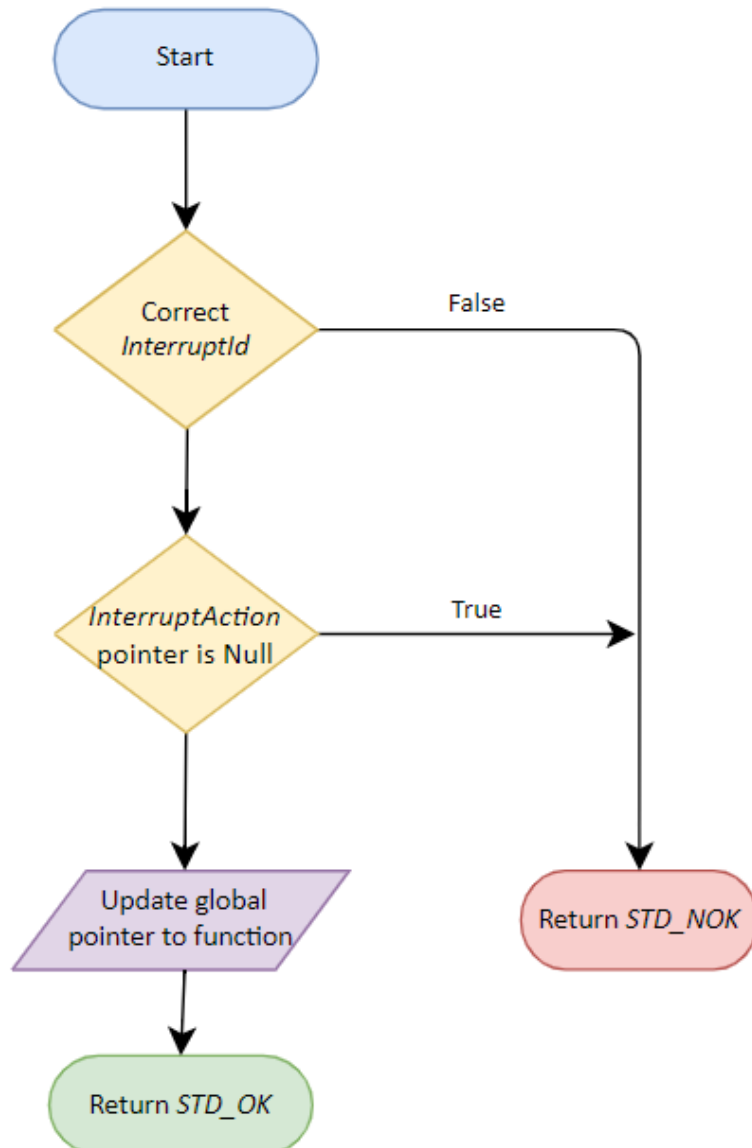 Start
Correct
InterruptId
False
InterruptAction
pointer is Null
True
Update global
pointer to function
Return STD_NOK
Return STD_OK